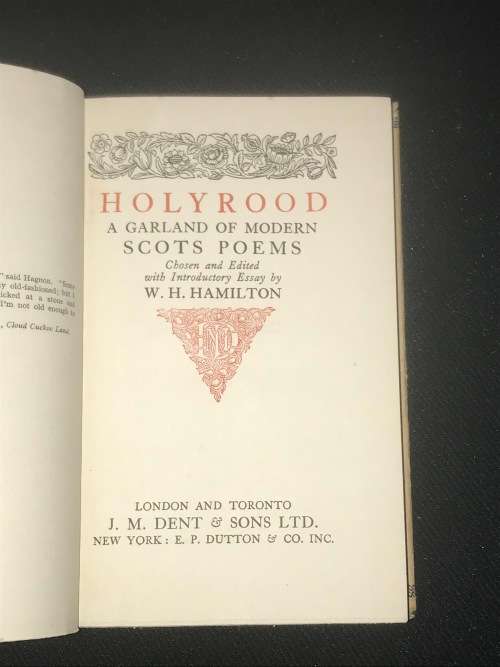 " said Hagnon. "Some
y old-fashioned; but I
icked at a stone and
I'm not old enough to
, Cloud Cuckoo Land.
HOLYROOD
A GARLAND OF MODERN
SCOTS POEMS
Chosen and Edited
with Introductory Essay by
W. H. HAMILTON
LONDON AND TORONTO
J. M. DENT & SONS LTD.
NEW YORK: E. P. DUTTON & CO. INC.